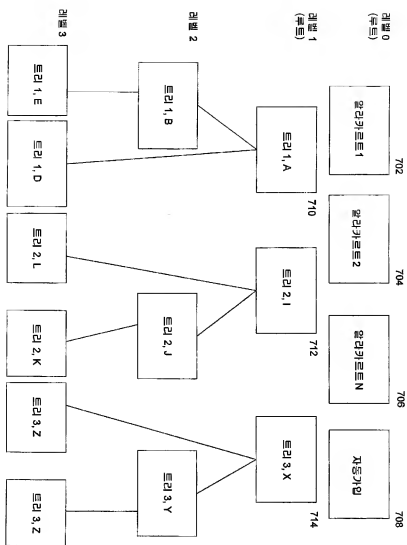 레벨 0
(루트)
702
알라카르트1
704
알라카르트2
706
알라카르트N
708
자동가입
레벨 1
(루트)
710
트리 1, A
712
트리 2, I
714
트리 3, X
레벨 2
트리 1, B
트리 2, J
트리 3, Y
레벨 3
트리 1, E
트리 1, D
트리 2, L
트리 2, K
트리 3, Z
트리 3, Z